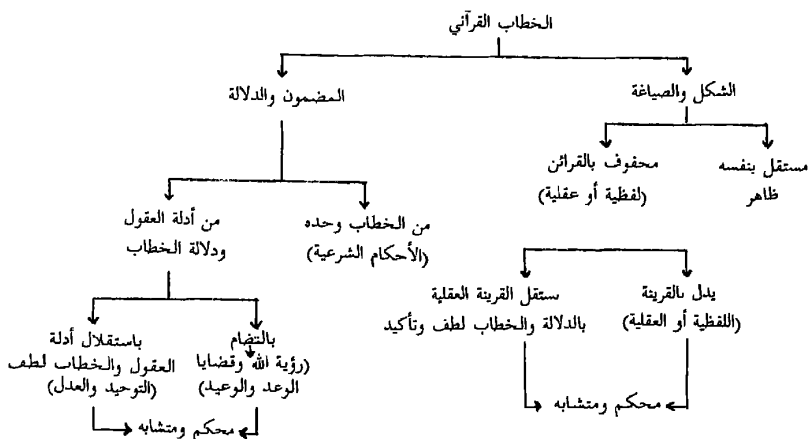 الخطاب القرآني
الشكل والصياغة
المضمون والدلالة
مستقل بنفسه
ظاهر
محفوف بالقرائن
(لفظية أو عقلية)
من الخطاب وحده
(الأحكام الشرعية)
من أدلة العقول
ودلالة الخطاب
يدل بالقرينة
(اللفظية أو العقلية)
ستقل القرينة العقلية
بالدلالة والخطاب لطف وتأكيد
بالتضام
(رؤية الله وقضايا
الوعد والوعيد)
باستقلال أدلة
العقول والخطاب لطف
(التوحيد والعدل)
محكم ومتشابه
محكم ومتشابه